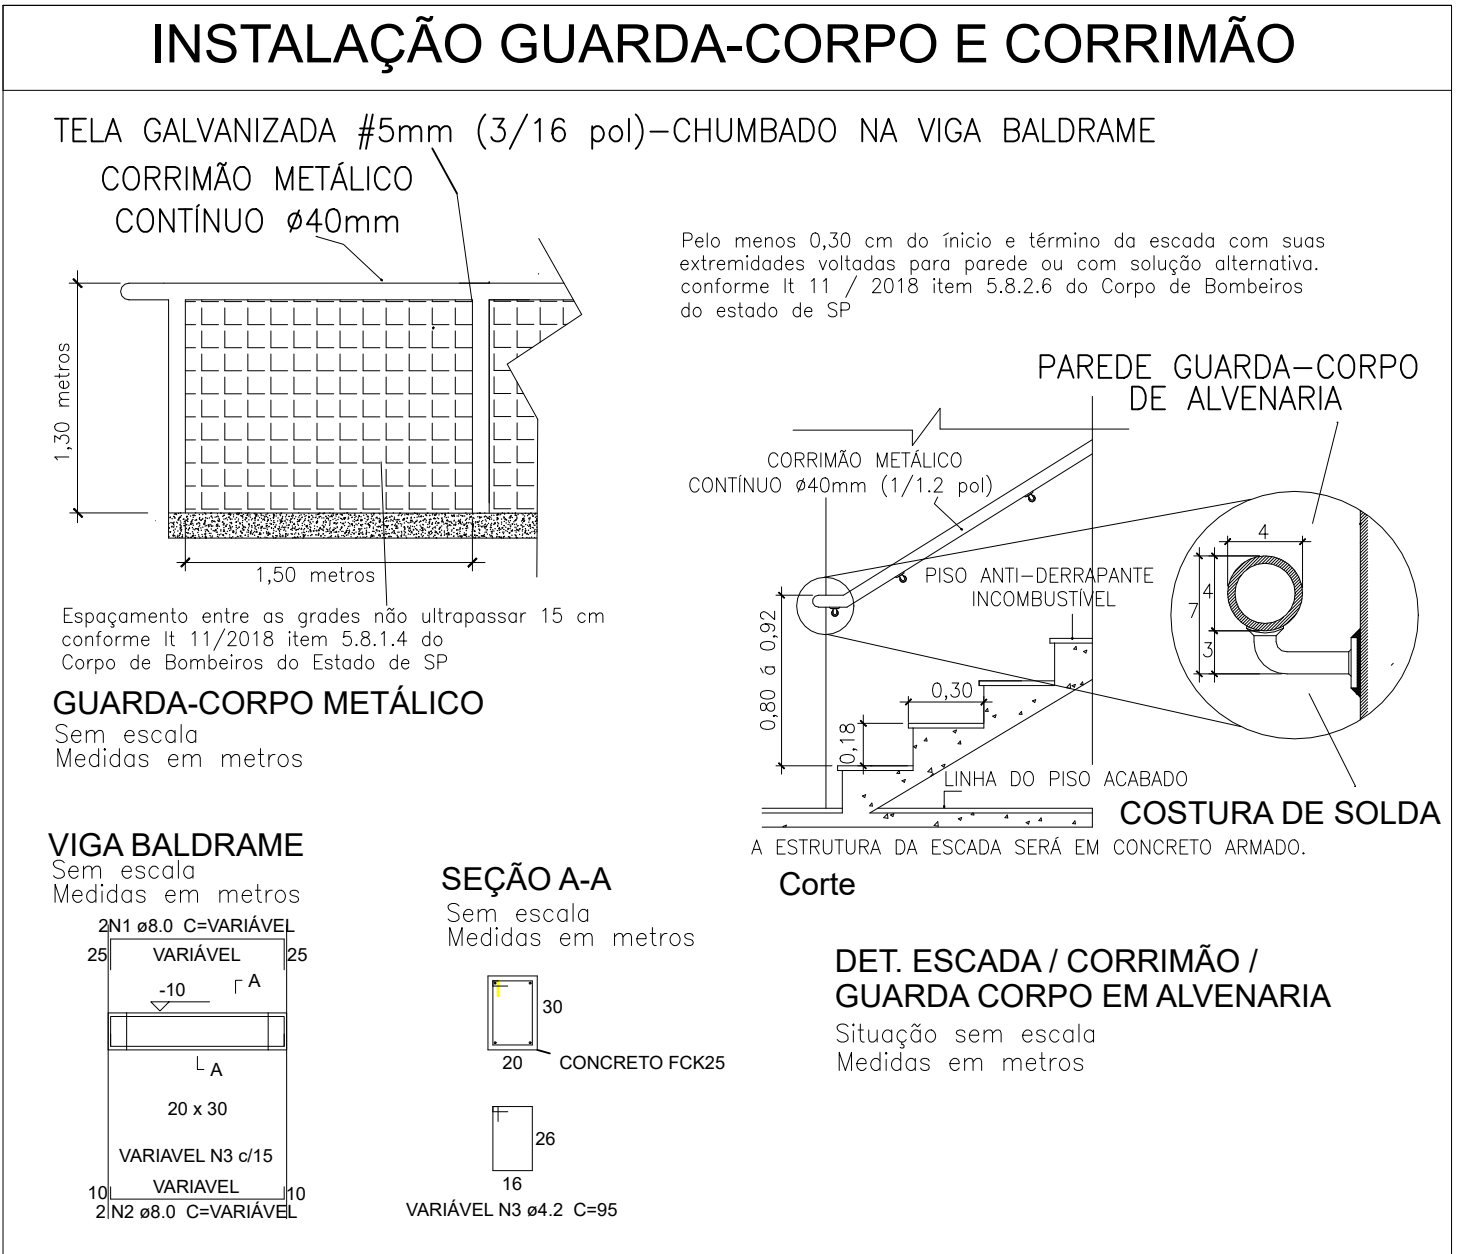 INSTALAÇÃO GUARDA-CORPO E CORRIMÃO
TELA GALVANIZADA #5mm (3/16 pol)-CHUMBADO NA VIGA BALDRAME
CORRIMÃO METÁLICO
CONTÍNUO ø40mm
1,30 metros
1,50 metros
Espaçamento entre as grades não ultrapassar 15 cm
conforme It 11/2018 item 5.8.1.4 do
Corpo de Bombeiros do Estado de SP
GUARDA-CORPO METÁLICO
Sem escala
Medidas em metros
Pelo menos 0,30 cm do ínicio e término da escada com suas
extremidades voltadas para parede ou com solução alternativa.
conforme It 11 / 2018 item 5.8.2.6 do Corpo de Bombeiros
do estado de SP
PAREDE GUARDA-CORPO
DE ALVENARIA
CORRIMÃO METÁLICO
CONTÍNUO ø40mm (1/1.2 pol)
4
4
7
3
PISO ANTI-DERRAPANTE
INCOMBUSTÍVEL
0,80 á 0,92
0,30
0,18
LINHA DO PISO ACABADO
COSTURA DE SOLDA
A ESTRUTURA DA ESCADA SERÁ EM CONCRETO ARMADO.
Corte
DET. ESCADA / CORRIMÃO /
GUARDA CORPO EM ALVENARIA
Situação sem escala
Medidas em metros
VIGA BALDRAME
Sem escala
Medidas em metros
2N1 ø8.0 C=VARIÁVEL
25 VARIÁVEL 25
-10
A
A
20 x 30
VARIAVEL N3 c/15
10 VARIAVEL 10
2 N2 ø8.0 C=VARIÁVEL
SEÇÃO A-A
Sem escala
Medidas em metros
30
20
CONCRETO FCK25
26
16
VARIÁVEL N3 ø4.2 C=95